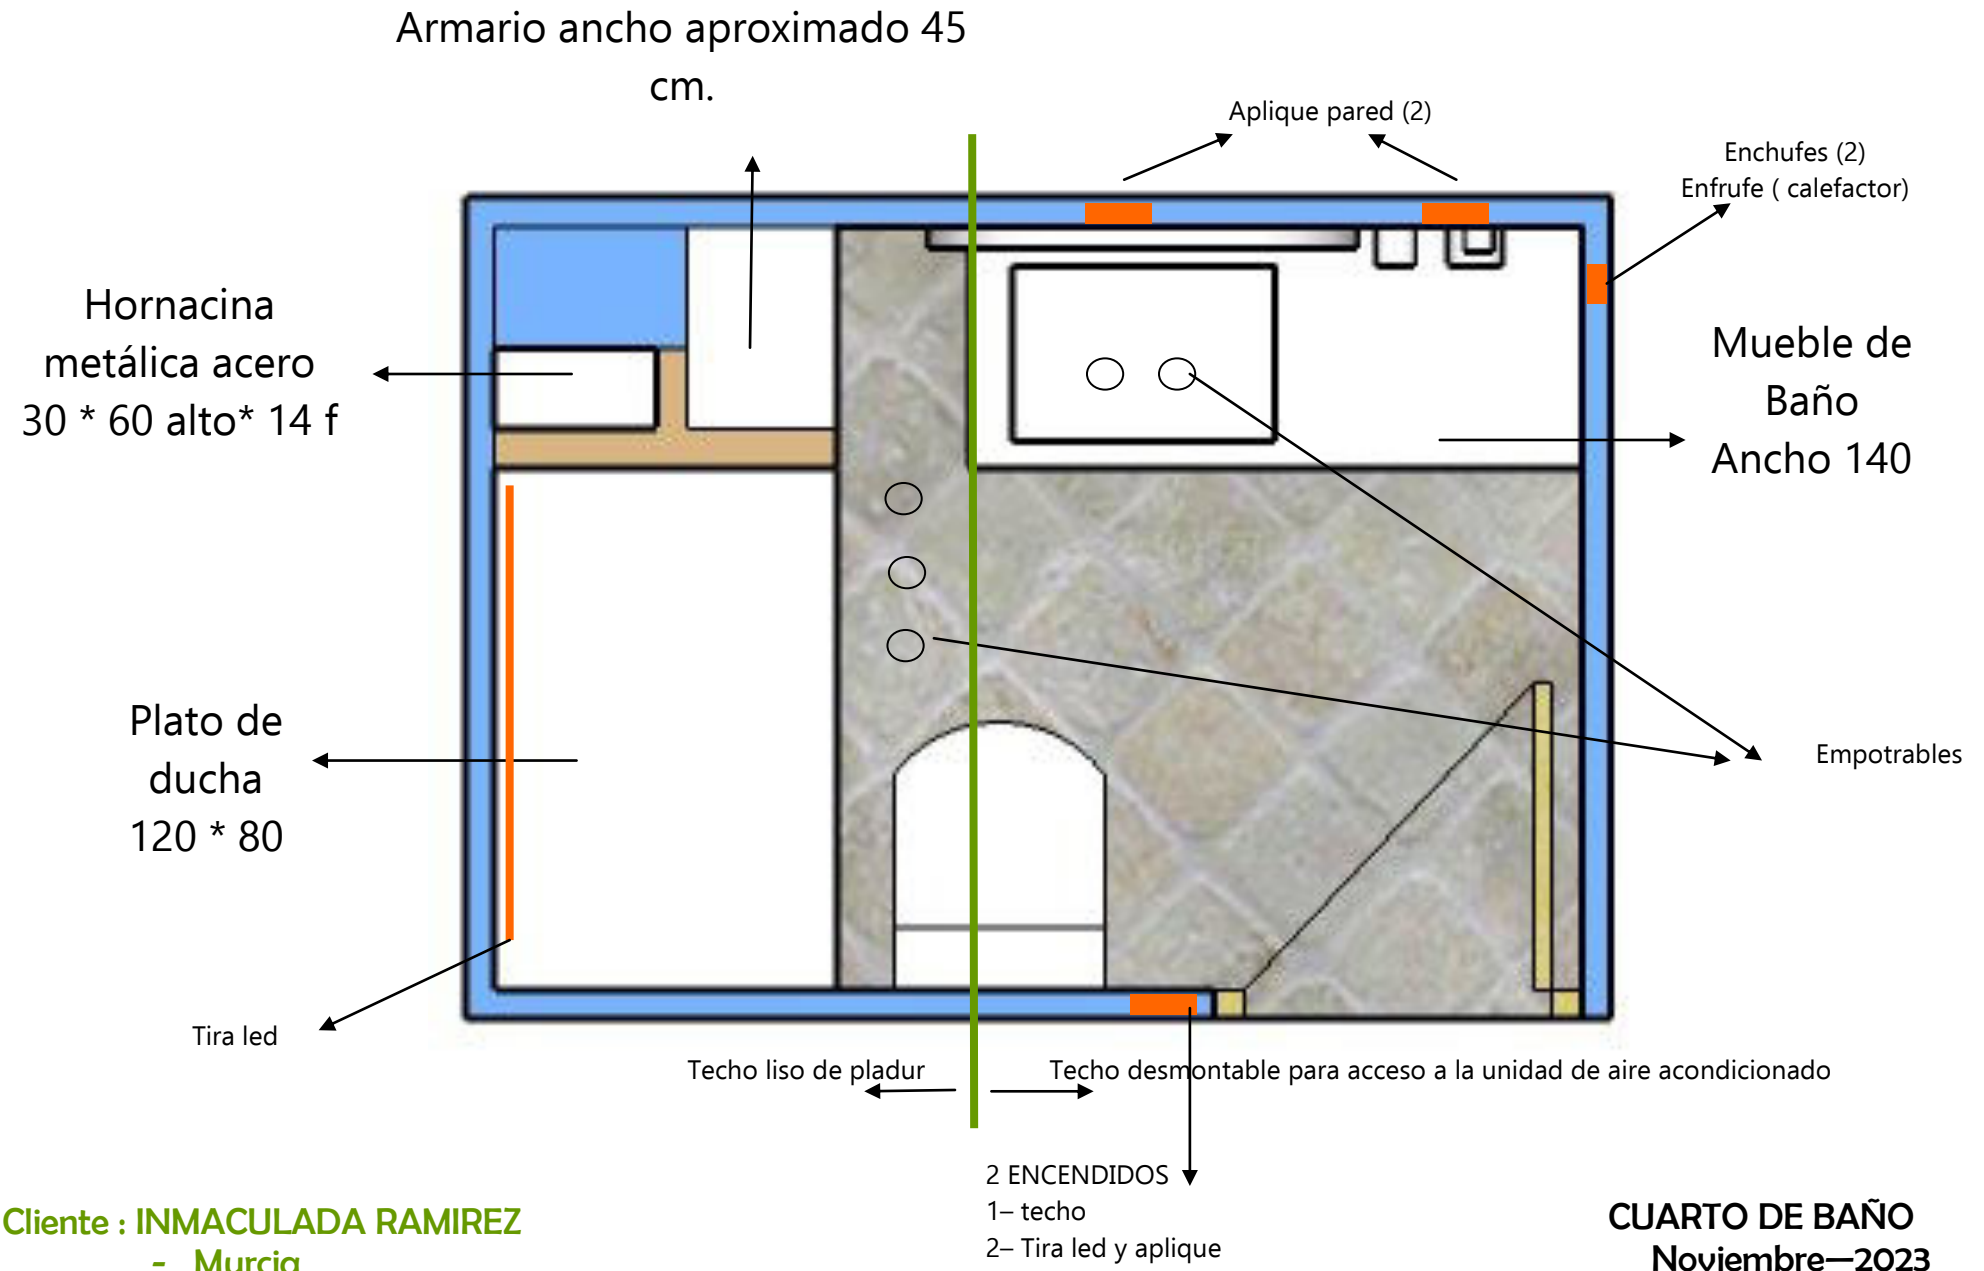 Armario ancho aproximado 45
cm.
Aplique pared (2)
Enchufes (2)
Enfrufe ( calefactor)
Hornacina
metálica acero
30 * 60 alto* 14 f
Mueble de
Baño
Ancho 140
Plato de
ducha
120 * 80
Empotrables
Tira led
Techo liso de pladur
Techo desmontable para acceso a la unidad de aire acondicionado
2 ENCENDIDOS
1– techo
2– Tira led y aplique
Cliente : INMACULADA RAMIREZ
- Murcia
CUARTO DE BAÑO
Noviembre—2023